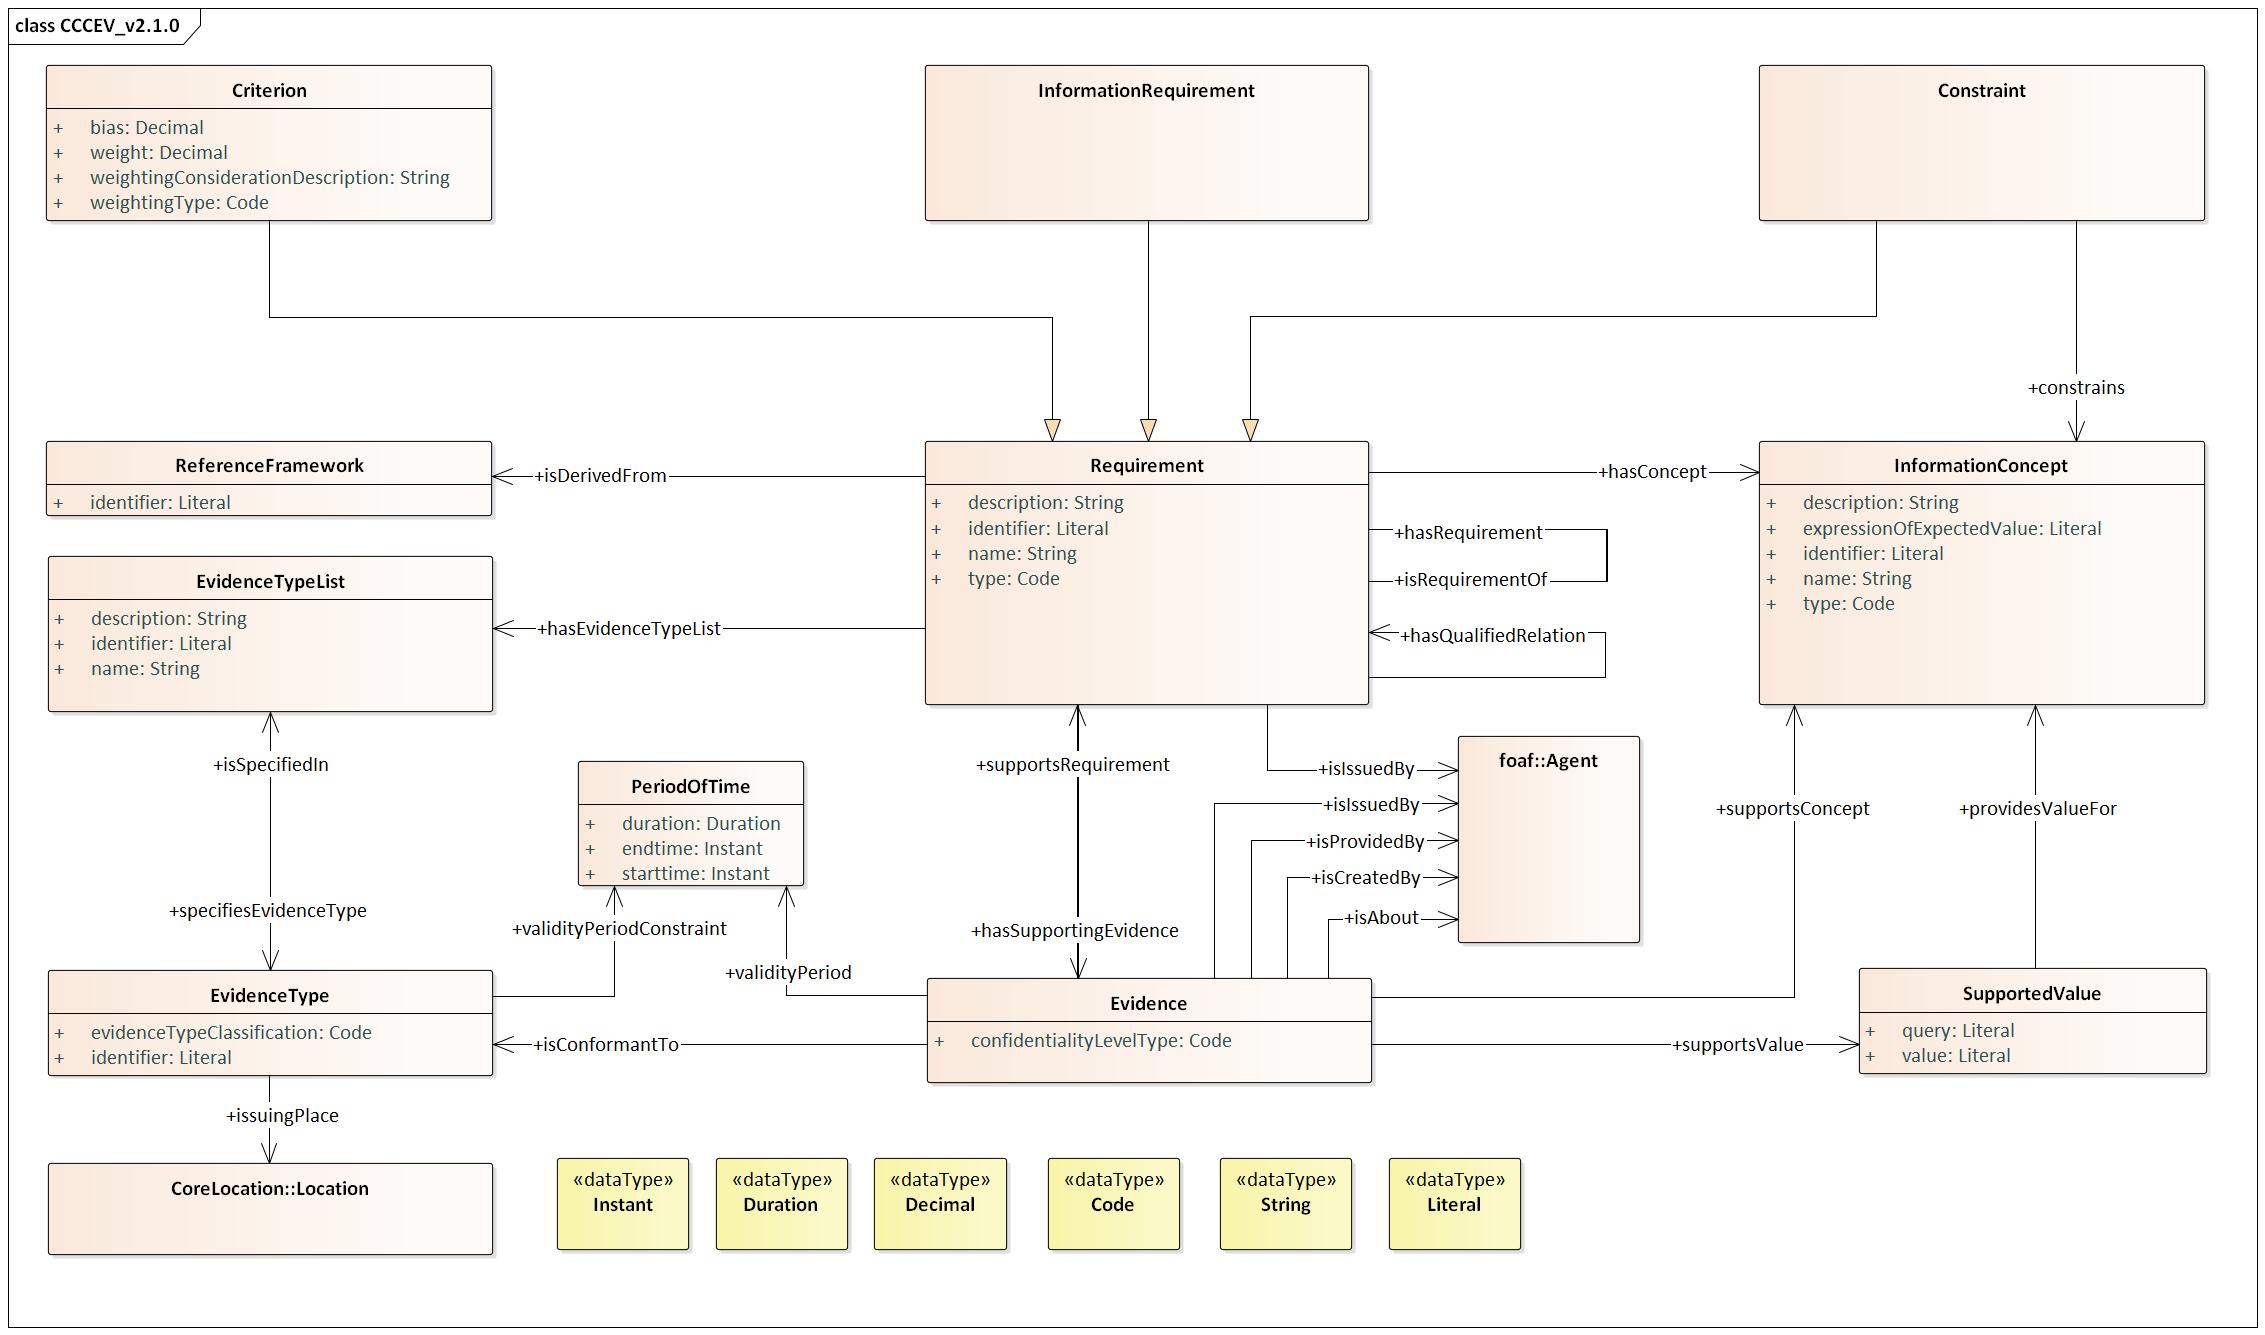 class CCCEV_v2.1.0
Criterion
+ bias: Decimal
+ weight: Decimal
+ weightingConsiderationDescription: String
+ weightingType: Code
InformationRequirement
Constraint
+constrains
ReferenceFramework
+ identifier: Literal
+isDerivedFrom
Requirement
+ description: String
+ identifier: Literal
+ name: String
+ type: Code
+hasConcept
+hasRequirement
+isRequirementOf
+hasQualifiedRelation
InformationConcept
+ description: String
+ expressionOfExpectedValue: Literal
+ identifier: Literal
+ name: String
+ type: Code
EvidenceTypeList
+ description: String
+ identifier: Literal
+ name: String
+hasEvidenceTypeList
+isSpecifiedIn
+specifiesEvidenceType
PeriodOfTime
+ duration: Duration
+ endtime: Instant
+ starttime: Instant
+validityPeriodConstraint
+validityPeriod
+supportsRequirement
+hasSupportingEvidence
+isIssuedBy
+isIssuedBy
+isProvidedBy
+isCreatedBy
+isAbout
foaf::Agent
+supportsConcept
+providesValueFor
EvidenceType
+ evidenceTypeClassification: Code
+ identifier: Literal
+isConformantTo
Evidence
+ confidentialityLevelType: Code
+supportsValue
SupportedValue
+ query: Literal
+ value: Literal
+issuingPlace
CoreLocation::Location
«dataType»
Instant
«dataType»
Duration
«dataType»
Decimal
«dataType»
Code
«dataType»
String
«dataType»
Literal